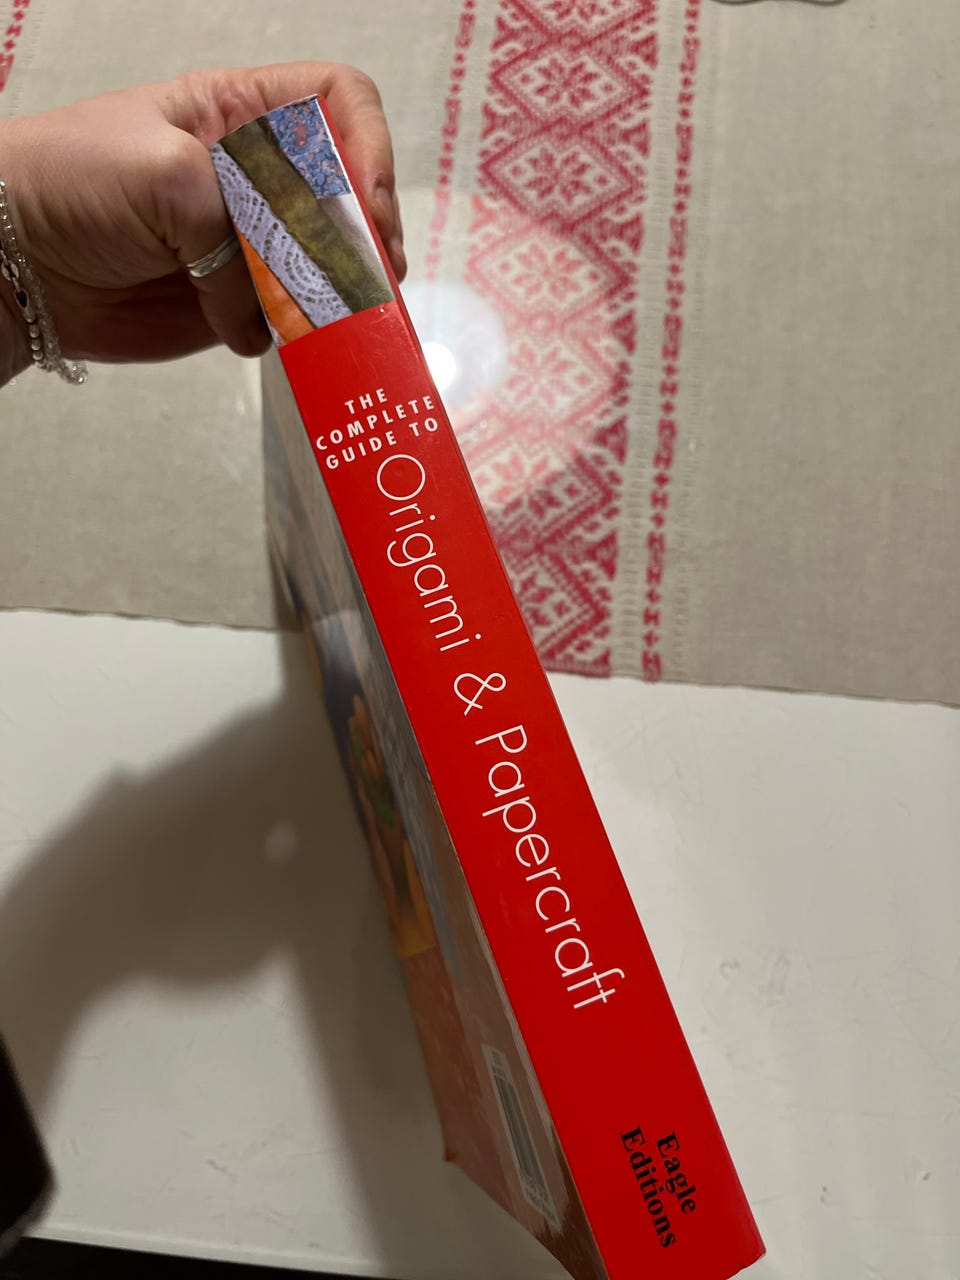 THE
COMPLETE
GUIDE TO
Origami & Papercraft
Eagle
Editions